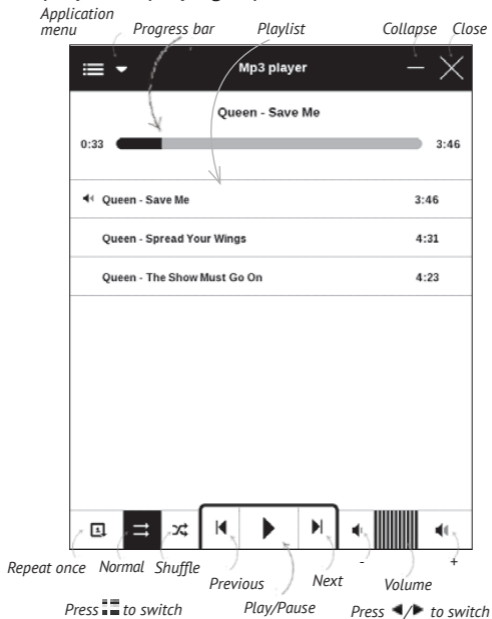 Application
menu
Progress bar
Playlist
Collapse
Close
Mp3 player
Queen - Save Me
0:33
3:46
Queen - Save Me 3:46
Queen - Spread Your Wings 4:31
Queen - The Show Must Go On 4:23
1
- +
Repeat once Normal Shuffle
Previous
Next
Volume
Press to switch
Play/Pause
Press ◄/► to switch